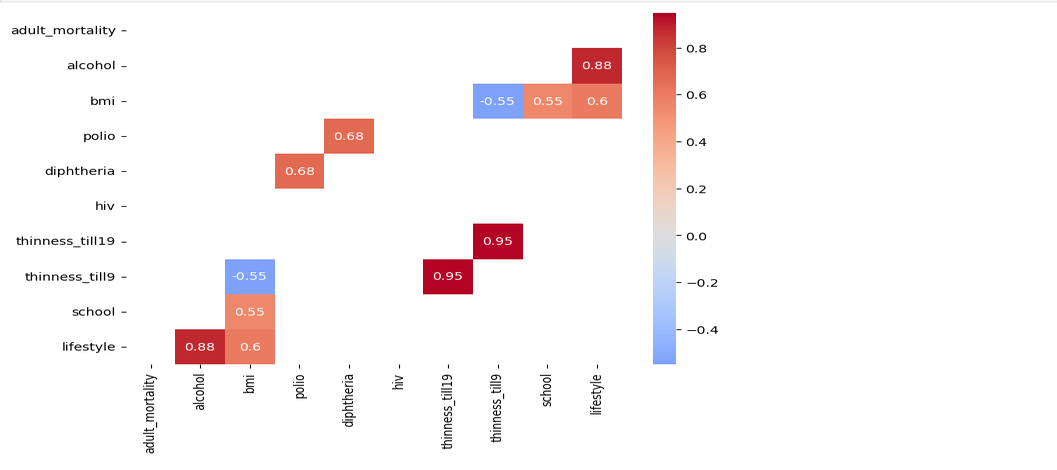 adult_mortality
alcohol 0.88
bmi -0.55 0.55 0.6
polio 0.68
diphtheria 0.68
hiv
thinness_till19 0.95
thinness_till9 -0.55 0.95
school 0.55
lifestyle 0.88 0.6
adult_mortality alcohol bmi polio diphtheria hiv thinness_till19 thinness_till9 school lifestyle
0.8
0.6
0.4
0.2
0.0
−0.2
−0.4